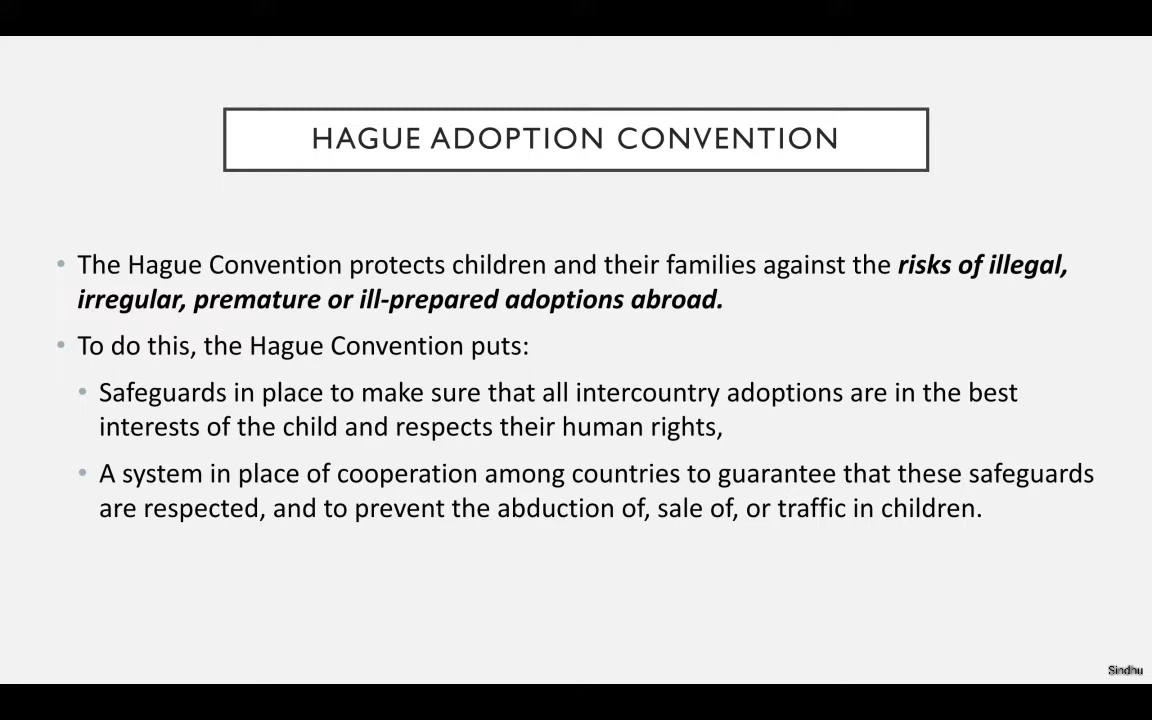 HAGUE ADOPTION CONVENTION
• The Hague Convention protects children and their families against the risks of illegal,
irregular, premature or ill-prepared adoptions abroad.
• To do this, the Hague Convention puts:
• Safeguards in place to make sure that all intercountry adoptions are in the best
interests of the child and respects their human rights,
• A system in place of cooperation among countries to guarantee that these safeguards
are respected, and to prevent the abduction of, sale of, or traffic in children.
Sindhu